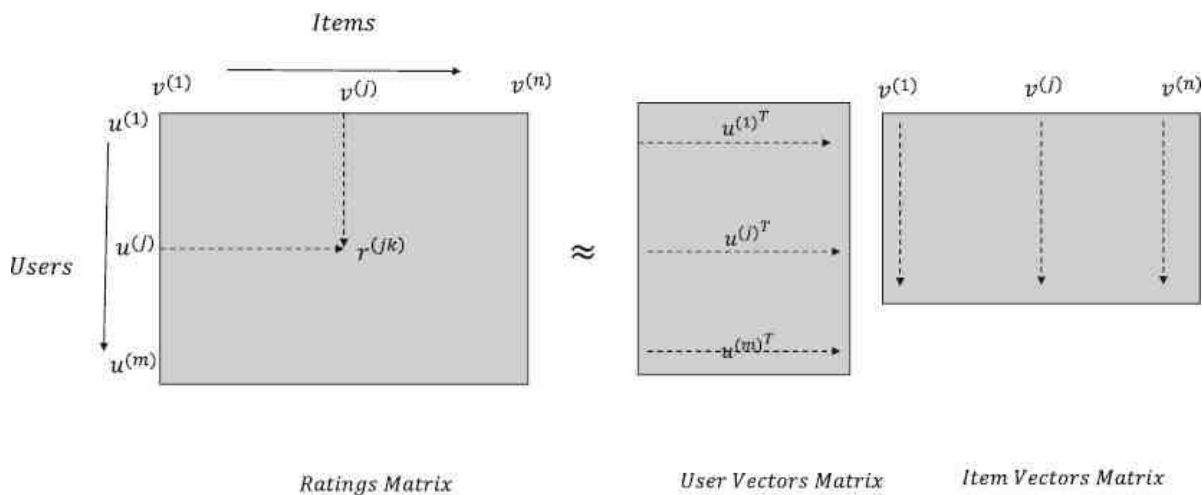 Items
v⁽¹⁾ v⁽ʲ⁾ v⁽ⁿ⁾
u⁽¹⁾
u⁽ʲ⁾ r⁽ʲᵏ⁾
Users
u⁽ᵐ⁾
≈
u⁽¹⁾ᵀ
u⁽ʲ⁾ᵀ
u⁽ᵐ⁾ᵀ
v⁽¹⁾ v⁽ʲ⁾ v⁽ⁿ⁾
Ratings Matrix User Vectors Matrix Item Vectors Matrix